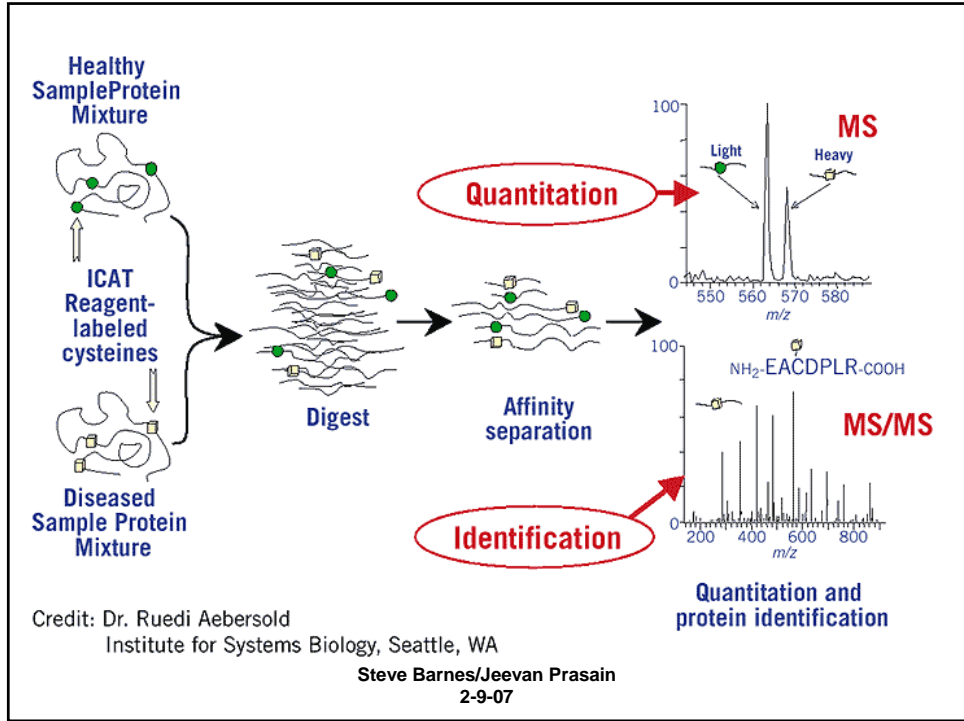 Healthy
SampleProtein
Mixture
ICAT
Reagent-
labeled
cysteines
Diseased
Sample Protein
Mixture
Digest
Affinity
separation
Quantitation
Identification
MS
100
Light
Heavy
0
550 560 570 580
m/z
100
NH2-EACDPLR-COOH
MS/MS
0
200 400 600 800
m/z
Quantitation and
protein identification
Credit: Dr. Ruedi Aebersold
Institute for Systems Biology, Seattle, WA
Steve Barnes/Jeevan Prasain
2-9-07